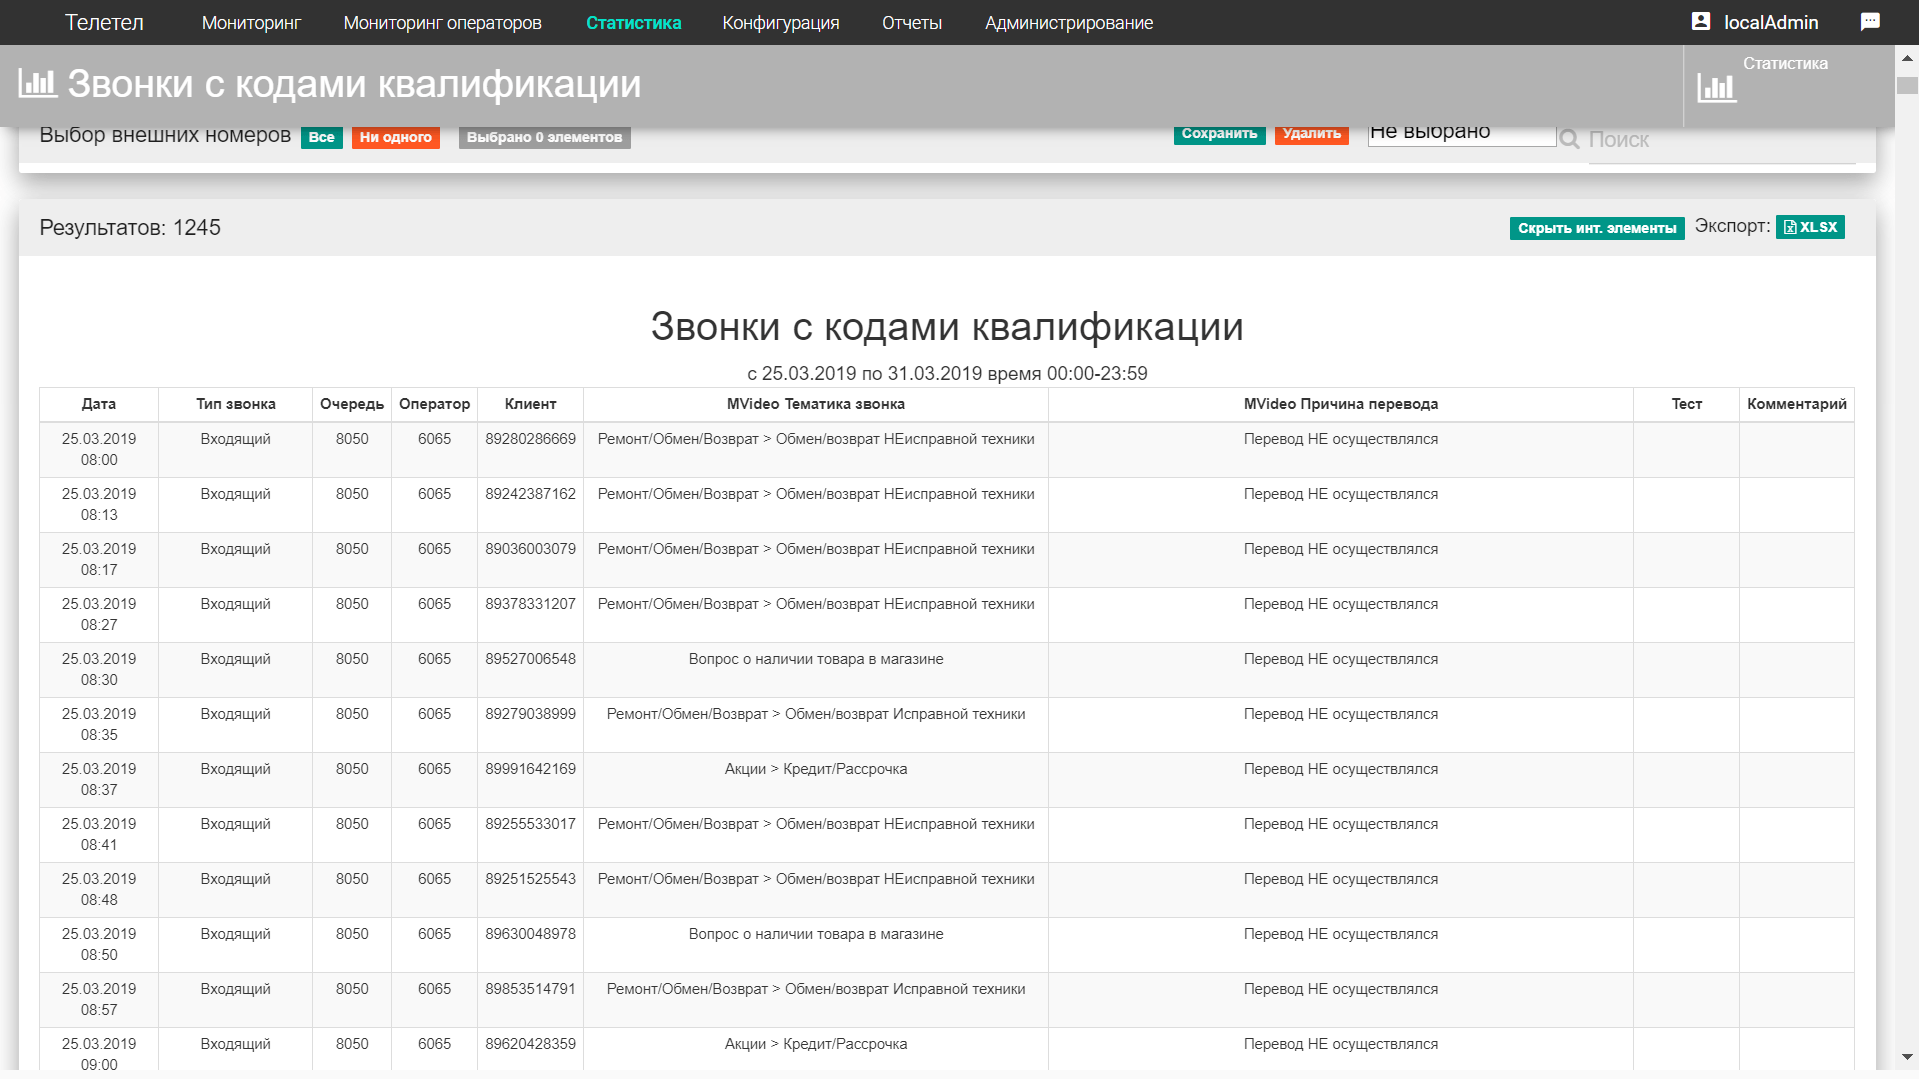 Телетел Мониторинг Мониторинг операторов Статистика Конфигурация Отчеты Администрирование localAdmin
Звонки с кодами квалификации Статистика
Выбор внешних номеров Все Ни одного Выбрано 0 элементов Сохранить Удалить Не выбрано Поиск
Результатов: 1245 Скрыть инт. элементы Экспорт: XLSX
Звонки с кодами квалификации
с 25.03.2019 по 31.03.2019 время 00:00-23:59
Дата Тип звонка Очередь Оператор Клиент MVideo Тематика звонка MVideo Причина перевода Тест Комментарий
25.03.2019 Входящий 8050 6065 89280286669 Ремонт/Обмен/Возврат > Обмен/возврат НЕисправной техники Перевод НЕ осуществлялся
08:00
25.03.2019 Входящий 8050 6065 89242387162 Ремонт/Обмен/Возврат > Обмен/возврат НЕисправной техники Перевод НЕ осуществлялся
08:13
25.03.2019 Входящий 8050 6065 89036003079 Ремонт/Обмен/Возврат > Обмен/возврат НЕисправной техники Перевод НЕ осуществлялся
08:17
25.03.2019 Входящий 8050 6065 89378331207 Ремонт/Обмен/Возврат > Обмен/возврат НЕисправной техники Перевод НЕ осуществлялся
08:27
25.03.2019 Входящий 8050 6065 89527006548 Вопрос о наличии товара в магазине Перевод НЕ осуществлялся
08:30
25.03.2019 Входящий 8050 6065 89279038999 Ремонт/Обмен/Возврат > Обмен/возврат Исправной техники Перевод НЕ осуществлялся
08:35
25.03.2019 Входящий 8050 6065 89991642169 Акции > Кредит/Рассрочка Перевод НЕ осуществлялся
08:37
25.03.2019 Входящий 8050 6065 89255533017 Ремонт/Обмен/Возврат > Обмен/возврат НЕисправной техники Перевод НЕ осуществлялся
08:41
25.03.2019 Входящий 8050 6065 89251525543 Ремонт/Обмен/Возврат > Обмен/возврат НЕисправной техники Перевод НЕ осуществлялся
08:48
25.03.2019 Входящий 8050 6065 89630048978 Вопрос о наличии товара в магазине Перевод НЕ осуществлялся
08:50
25.03.2019 Входящий 8050 6065 89853514791 Ремонт/Обмен/Возврат > Обмен/возврат Исправной техники Перевод НЕ осуществлялся
08:57
25.03.2019 Входящий 8050 6065 89620428359 Акции > Кредит/Рассрочка Перевод НЕ осуществлялся
09:00